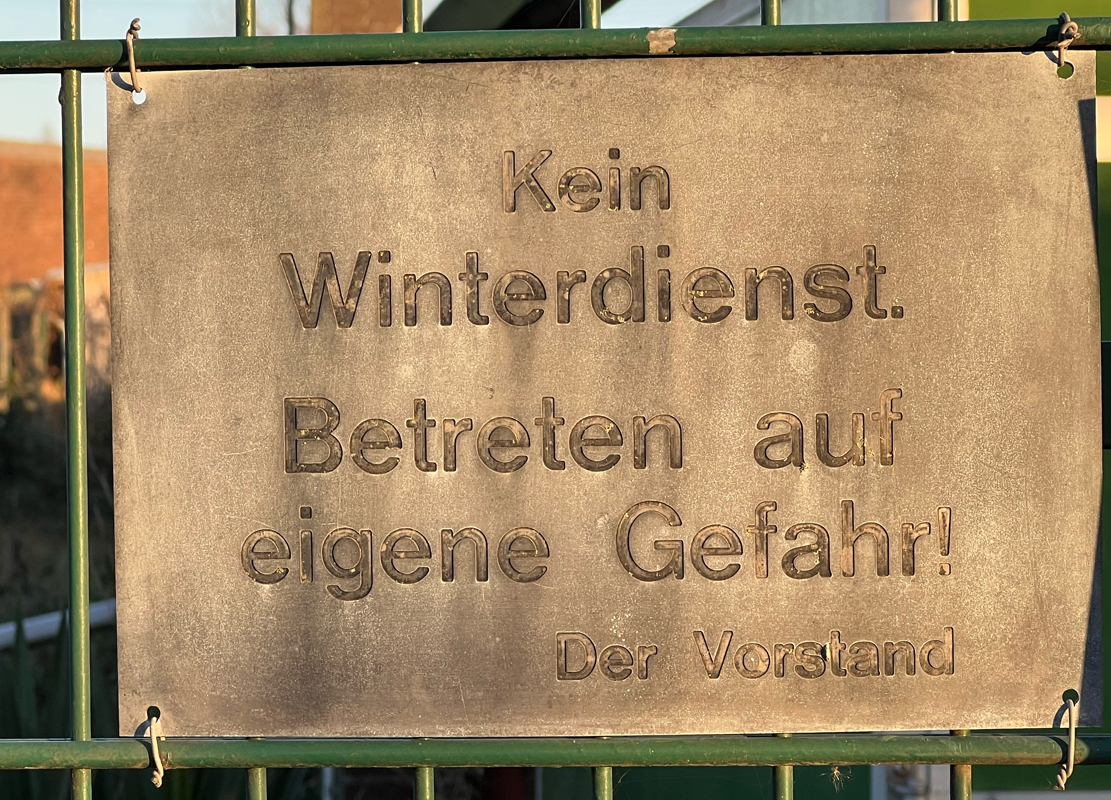 Kein
Winterdienst.
Betreten auf
eigene Gefahr!
Der Vorstand